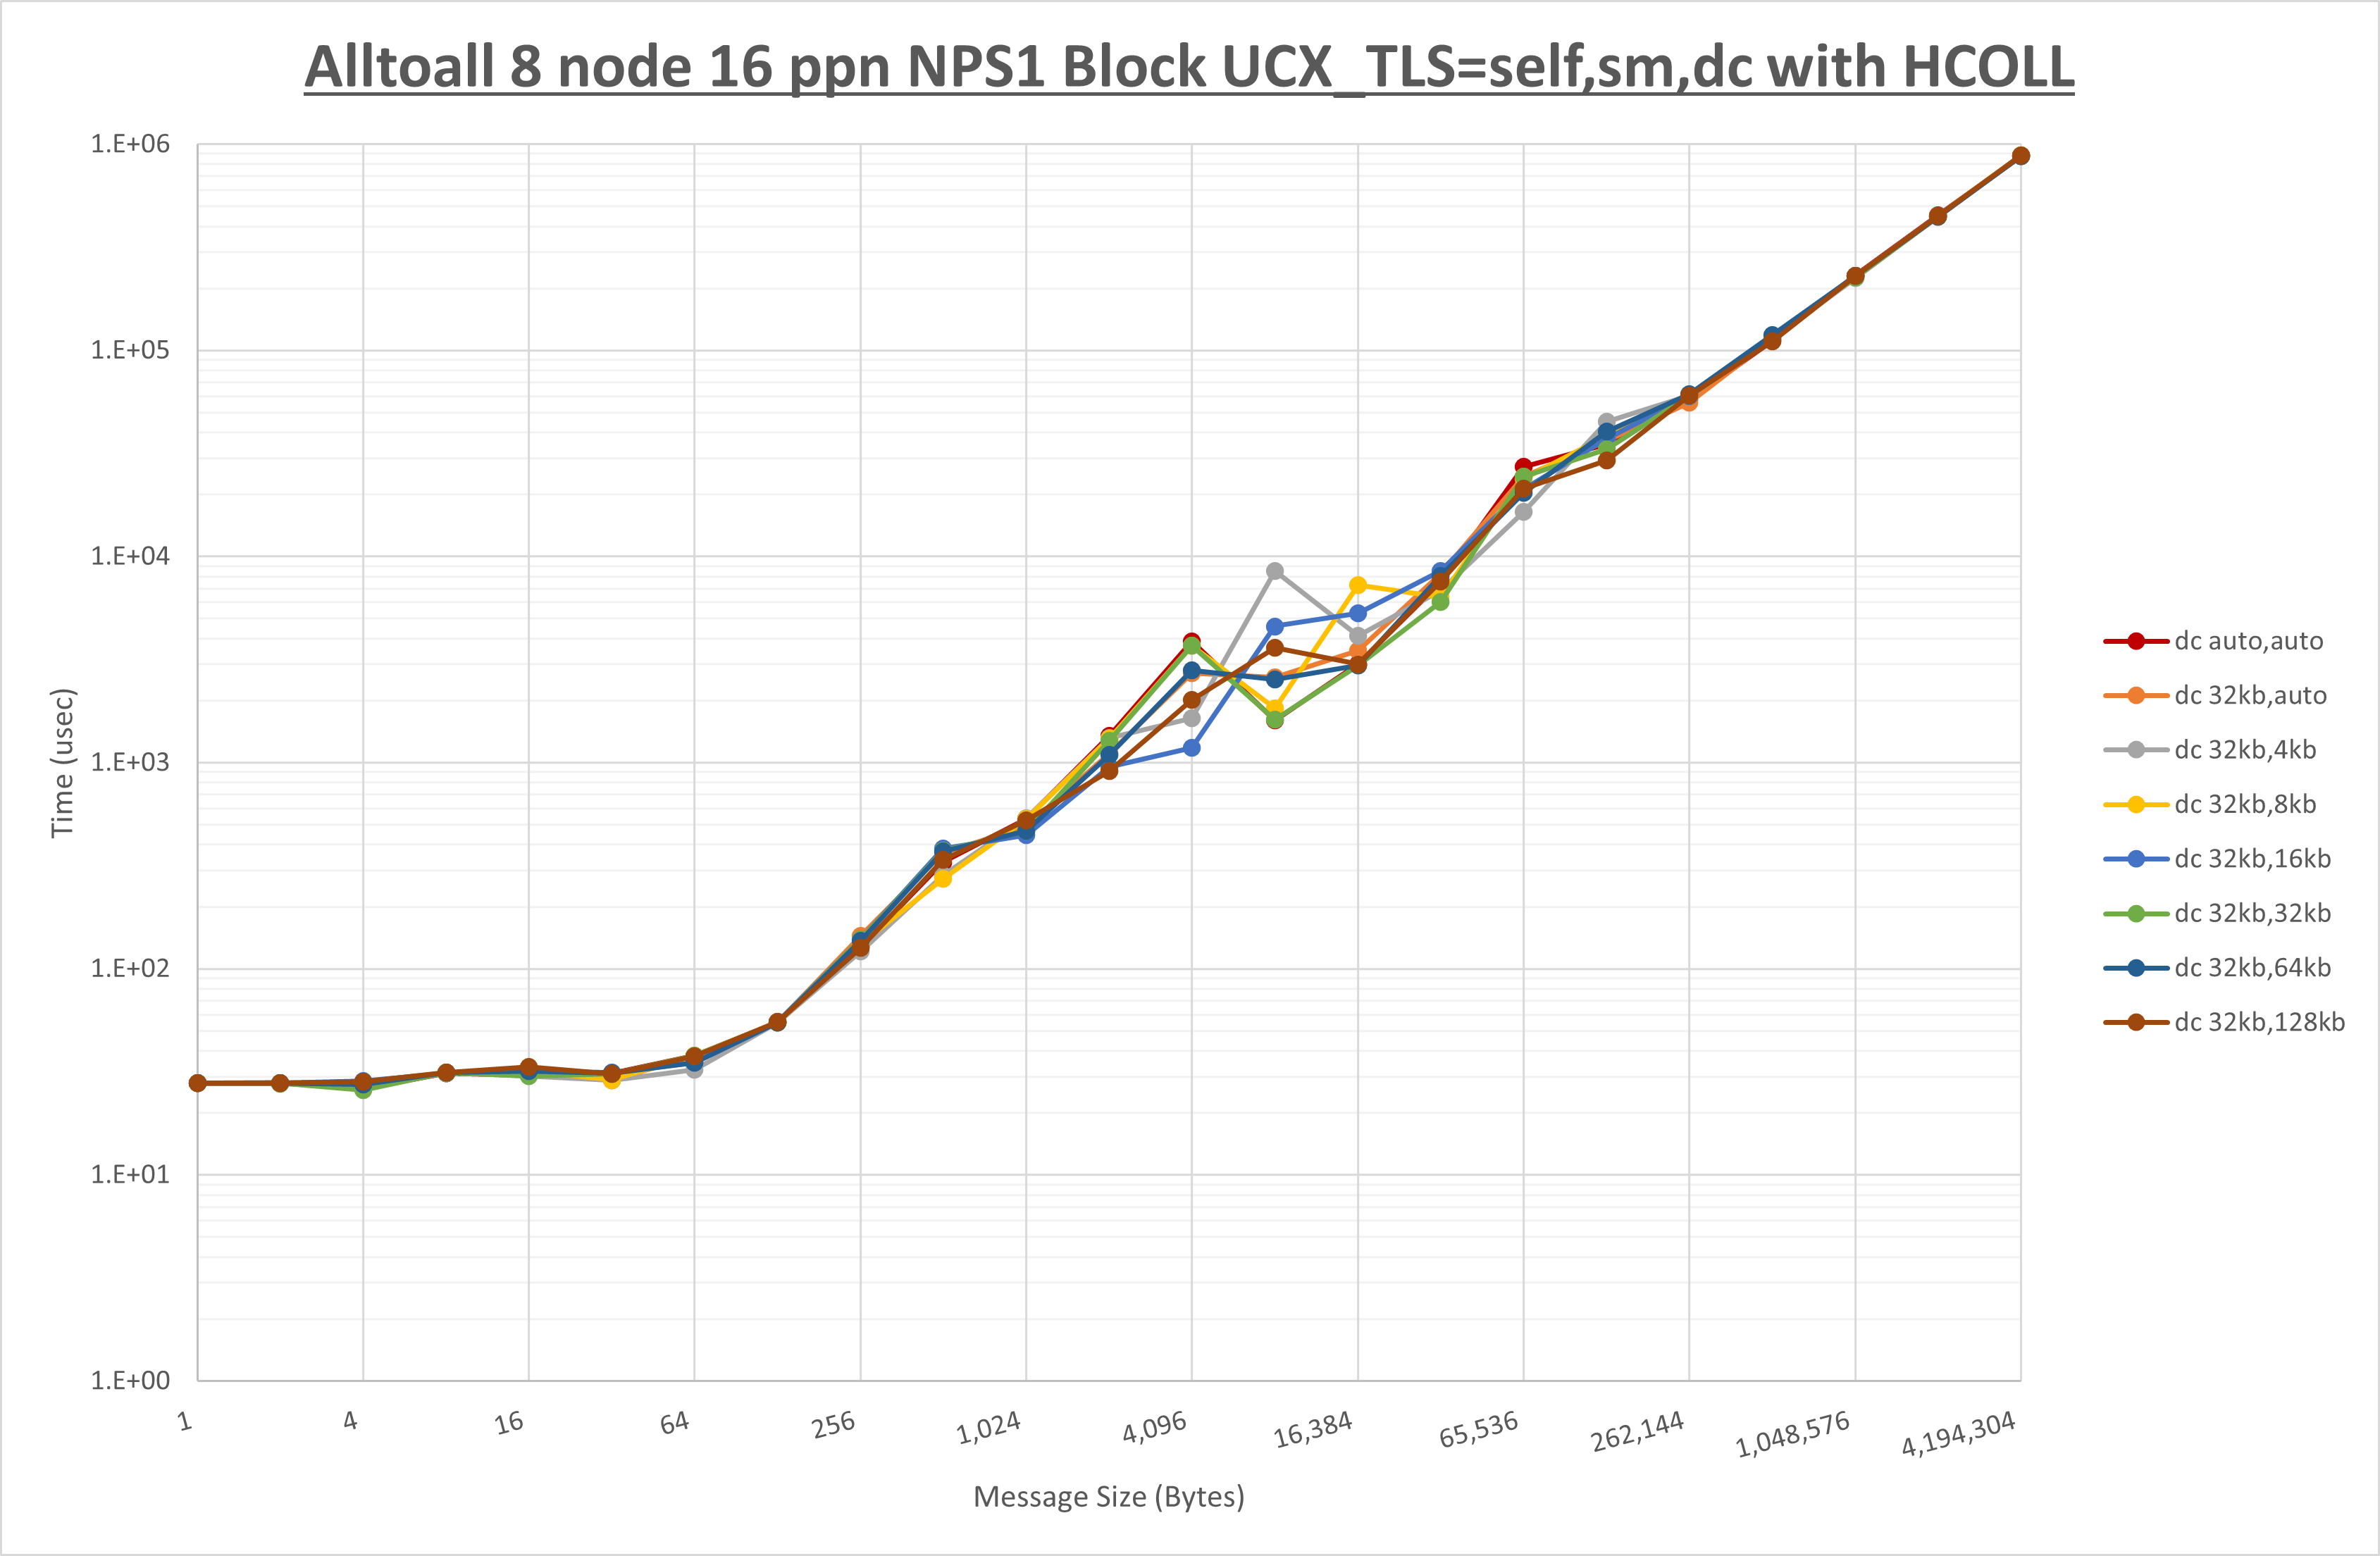 Alltoall 8 node 16 ppn NPS1 Block UCX_TLS=self,sm,dc with HCOLL
1.E+06
1.E+05
1.E+04
1.E+03
1.E+02
1.E+01
1.E+00
Time (usec)
1
4
16
64
256
1,024
4,096
16,384
65,536
262,144
1,048,576
4,194,304
Message Size (Bytes)
dc auto,auto
dc 32kb,auto
dc 32kb,4kb
dc 32kb,8kb
dc 32kb,16kb
dc 32kb,32kb
dc 32kb,64kb
dc 32kb,128kb